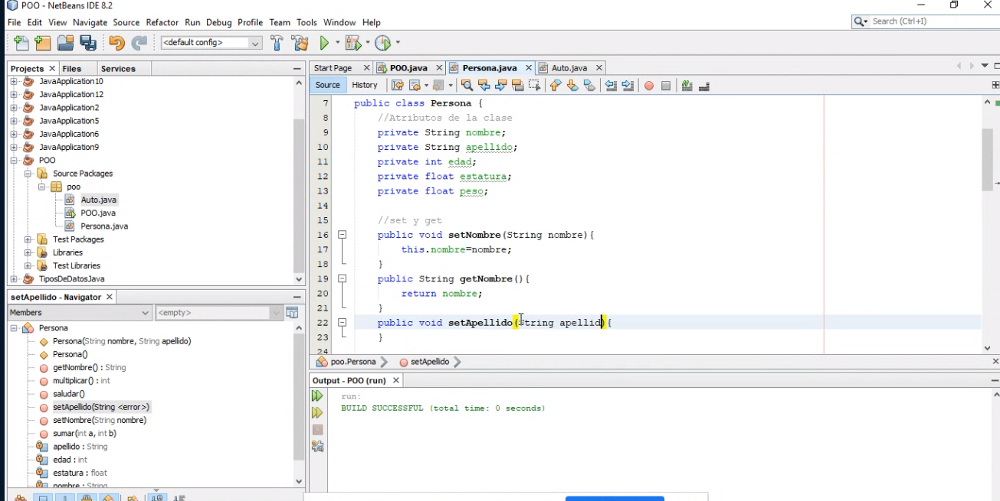 POO - NetBeans IDE 8.2
File Edit View Navigate Source Refactor Run Debug Profile Team Tools Window Help
Search (Ctrl+I)
<default config>
Projects Files Services
JavaApplication10
JavaApplication12
JavaApplication2
JavaApplication5
JavaApplication6
JavaApplication9
POO
Source Packages
poo
Auto.java
POO.java
Persona.java
Test Packages
Libraries
Test Libraries
TiposDeDatosJava
setApellido - Navigator
Members <empty>
Persona
Persona(String nombre, String apellido)
Persona()
getNombre() : String
multiplicar() : int
saludar()
setApellido(String <error>)
setNombre(String nombre)
sumar(int a, int b)
apellido : String
edad : int
estatura : float
nombre : String
Start Page POO.java Persona.java Auto.java
Source History
7 public class Persona {
8 //Atributos de la clase
9 private String nombre;
10 private String apellido;
11 private int edad;
12 private float estatura;
13 private float peso;
14
15 //set y get
16 public void setNombre(String nombre){
17 this.nombre=nombre;
18 }
19 public String getNombre(){
20 return nombre;
21 }
22 public void setApellido(String apellid){
23 }
24
poo.Persona setApellido
Output - POO (run)
run:
BUILD SUCCESSFUL (total time: 0 seconds)